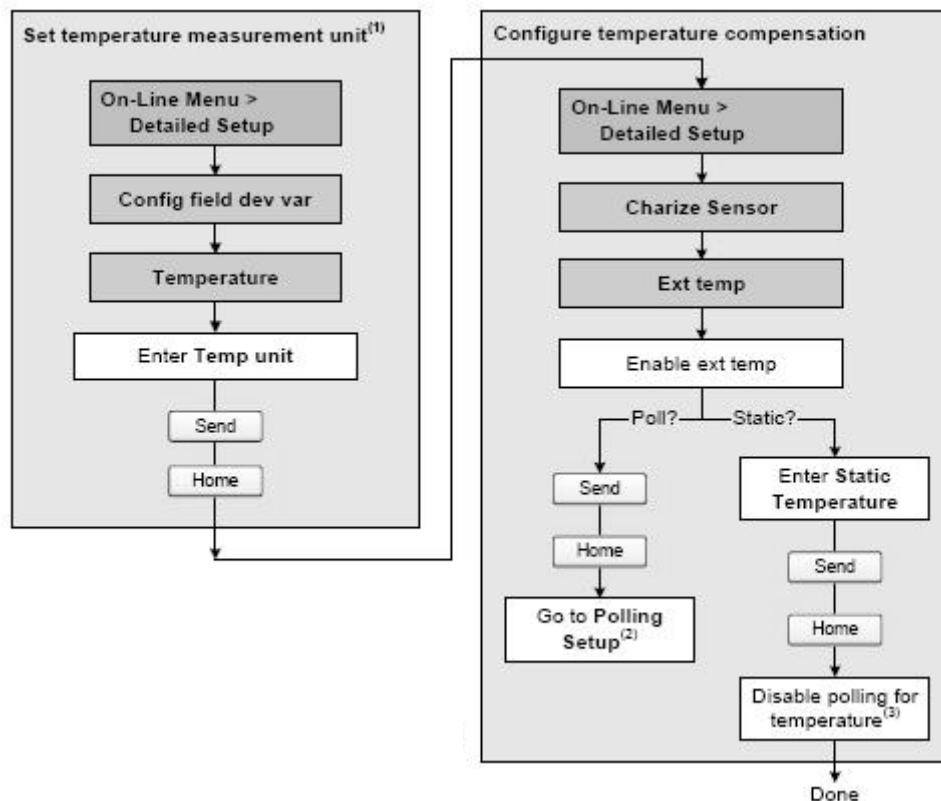 Set temperature measurement unit(1)
On-Line Menu >
Detailed Setup
Config field dev var
Temperature
Enter Temp unit
Send
Home
Configure temperature compensation
On-Line Menu >
Detailed Setup
Charize Sensor
Ext temp
Enable ext temp
Poll?
Static?
Send
Home
Go to Polling
Setup(2)
Enter Static
Temperature
Send
Home
Disable polling for
temperature(3)
Done